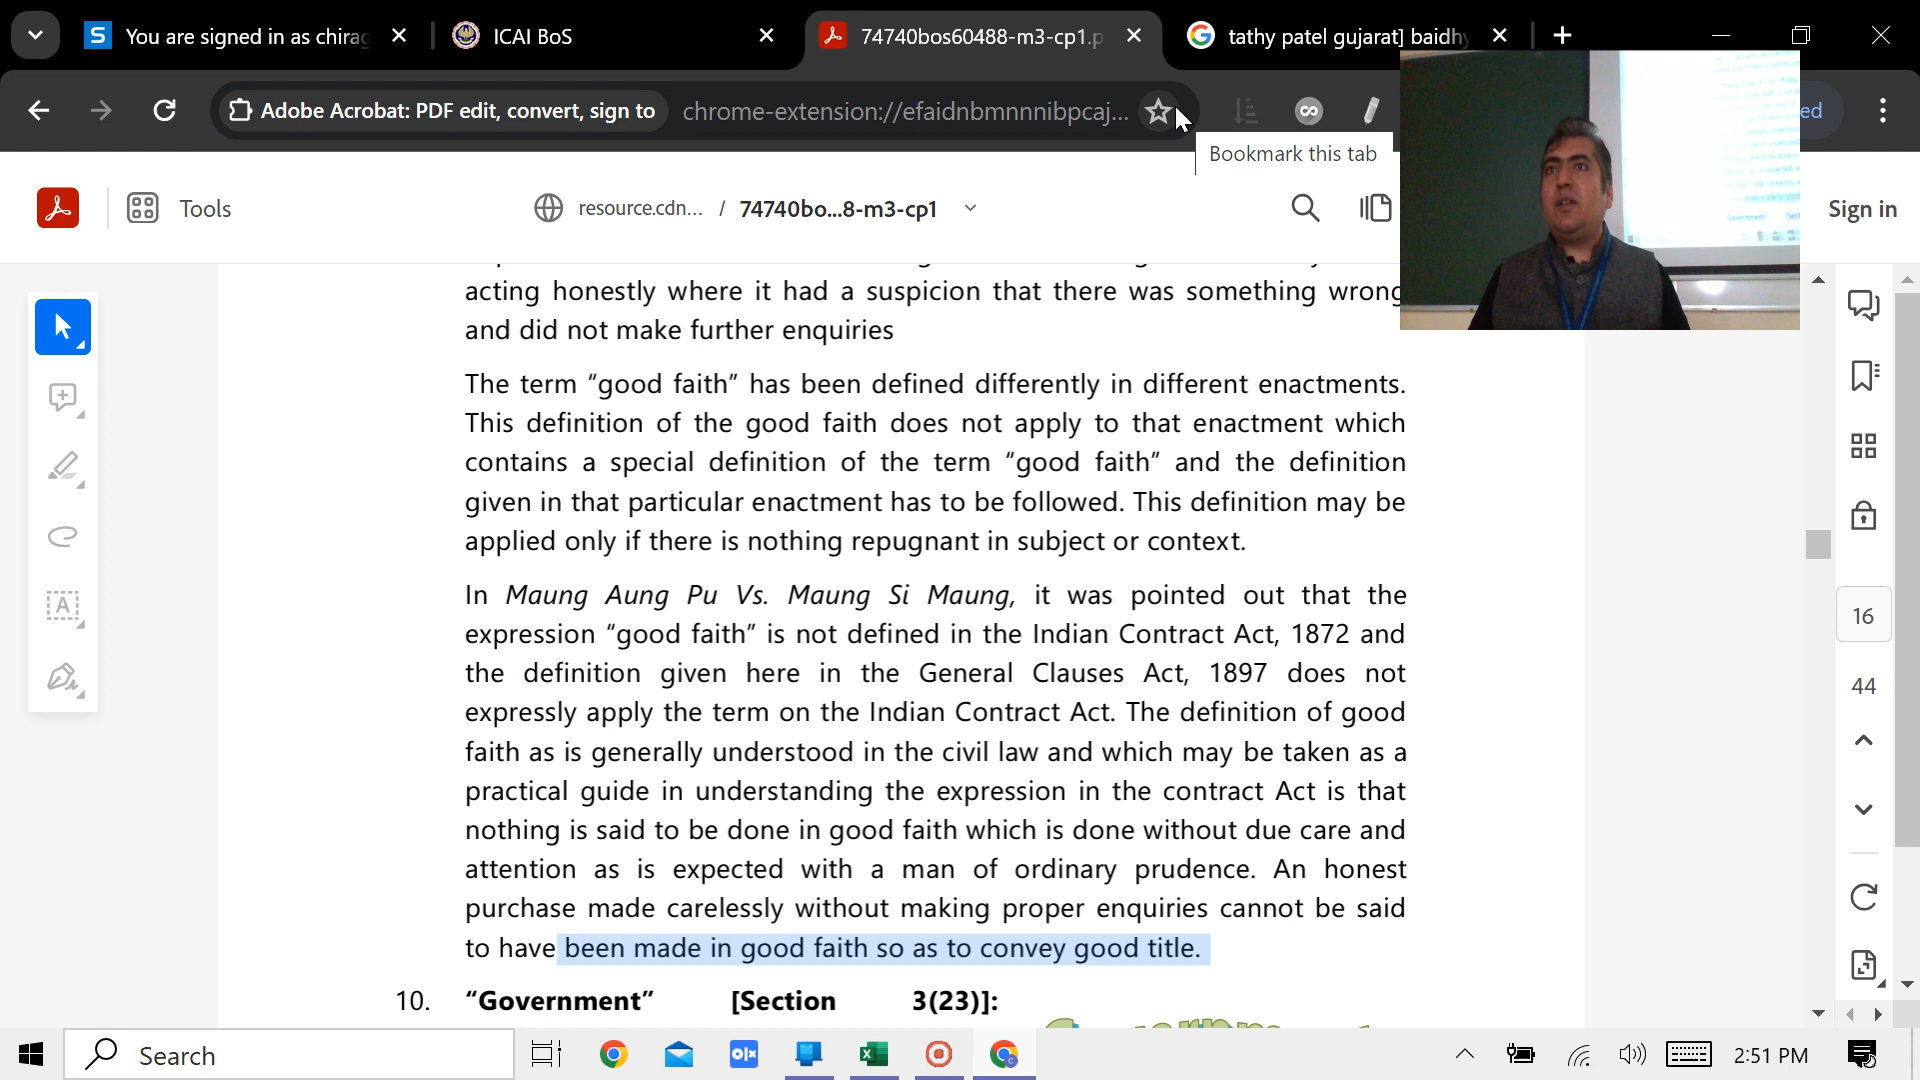 You are signed in as chirag
ICAI BoS
74740bos60488-m3-cp1.p
tathy patel gujarat] baidhy
Adobe Acrobat: PDF edit, convert, sign to
chrome-extension://efaidnbmnnnibpcaj...
ed
Bookmark this tab
Tools
resource.cdn... / 74740bo...8-m3-cp1
Sign in
acting honestly where it had a suspicion that there was something wrong
and did not make further enquiries
The term “good faith” has been defined differently in different enactments.
This definition of the good faith does not apply to that enactment which
contains a special definition of the term “good faith” and the definition
given in that particular enactment has to be followed. This definition may be
applied only if there is nothing repugnant in subject or context.
In Maung Aung Pu Vs. Maung Si Maung, it was pointed out that the
expression “good faith” is not defined in the Indian Contract Act, 1872 and
the definition given here in the General Clauses Act, 1897 does not
expressly apply the term on the Indian Contract Act. The definition of good
faith as is generally understood in the civil law and which may be taken as a
practical guide in understanding the expression in the contract Act is that
nothing is said to be done in good faith which is done without due care and
attention as is expected with a man of ordinary prudence. An honest
purchase made carelessly without making proper enquiries cannot be said
to have been made in good faith so as to convey good title.
10. “Government” [Section 3(23)]:
16
44
Search
2:51 PM